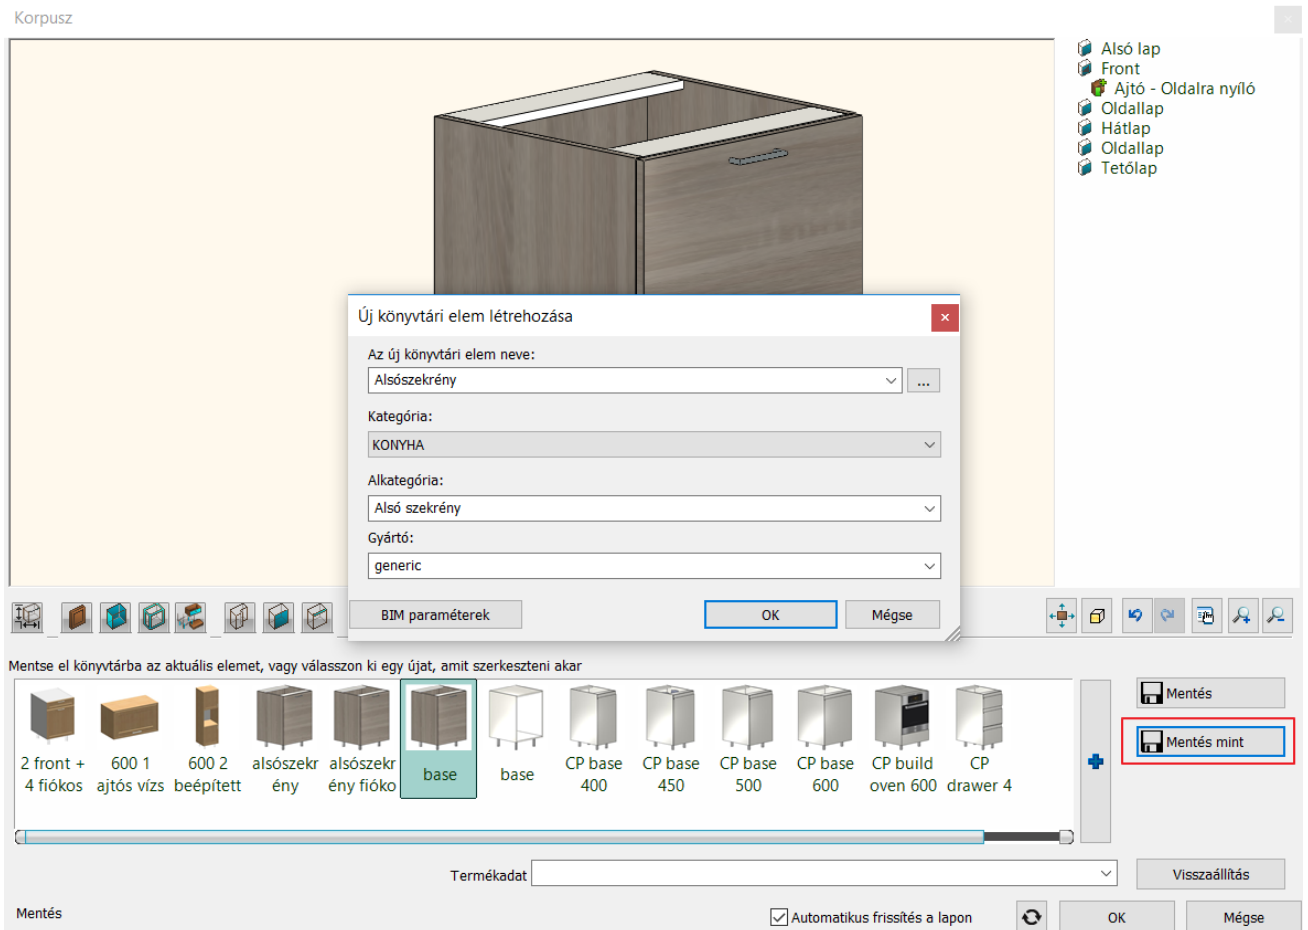 Korpusz
Alsó lap
Front
Ajtó - Oldalra nyíló
Oldallap
Hátlap
Oldallap
Tetőlap
Új könyvtári elem létrehozása
Az új könyvtári elem neve:
Alsószekrény
...
Kategória:
KONYHA
Alkategória:
Alsó szekrény
Gyártó:
generic
BIM paraméterek
OK
Mégse
Mentse el könyvtárba az aktuális elemet, vagy válasszon ki egy újat, amit szerkeszteni akar
2 front +
4 fiókos
600 1
ajtós vízs
600 2
beépített
alsószekr
ény
alsószekr
ény fióko
base
base
CP base
400
CP base
450
CP base
500
CP base
600
CP build
oven 600
CP
drawer 4
Mentés
Mentés mint
Termékadat
Visszaállítás
Mentés
Automatikus frissítés a lapon
OK
Mégse